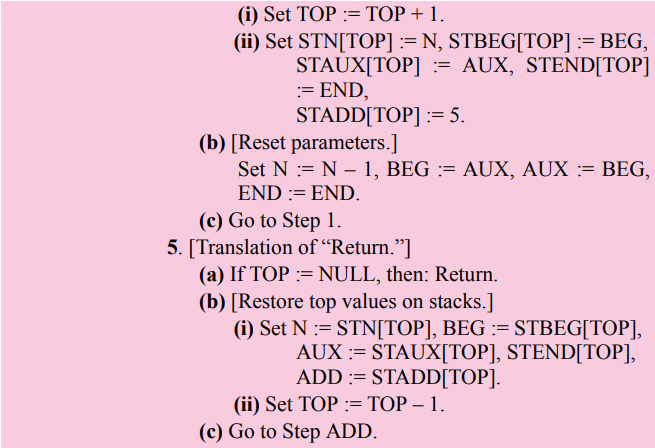 (i) Set TOP := TOP + 1.
(ii) Set STN[TOP] := N, STBEG[TOP] := BEG,
STAUX[TOP] := AUX, STEND[TOP]
:= END,
STADD[TOP] := 5.
(b) [Reset parameters.]
Set N := N – 1, BEG := AUX, AUX := BEG,
END := END.
(c) Go to Step 1.
5. [Translation of “Return.”]
(a) If TOP := NULL, then: Return.
(b) [Restore top values on stacks.]
(i) Set N := STN[TOP], BEG := STBEG[TOP],
AUX := STAUX[TOP], STEND[TOP],
ADD := STADD[TOP].
(ii) Set TOP := TOP – 1.
(c) Go to Step ADD.